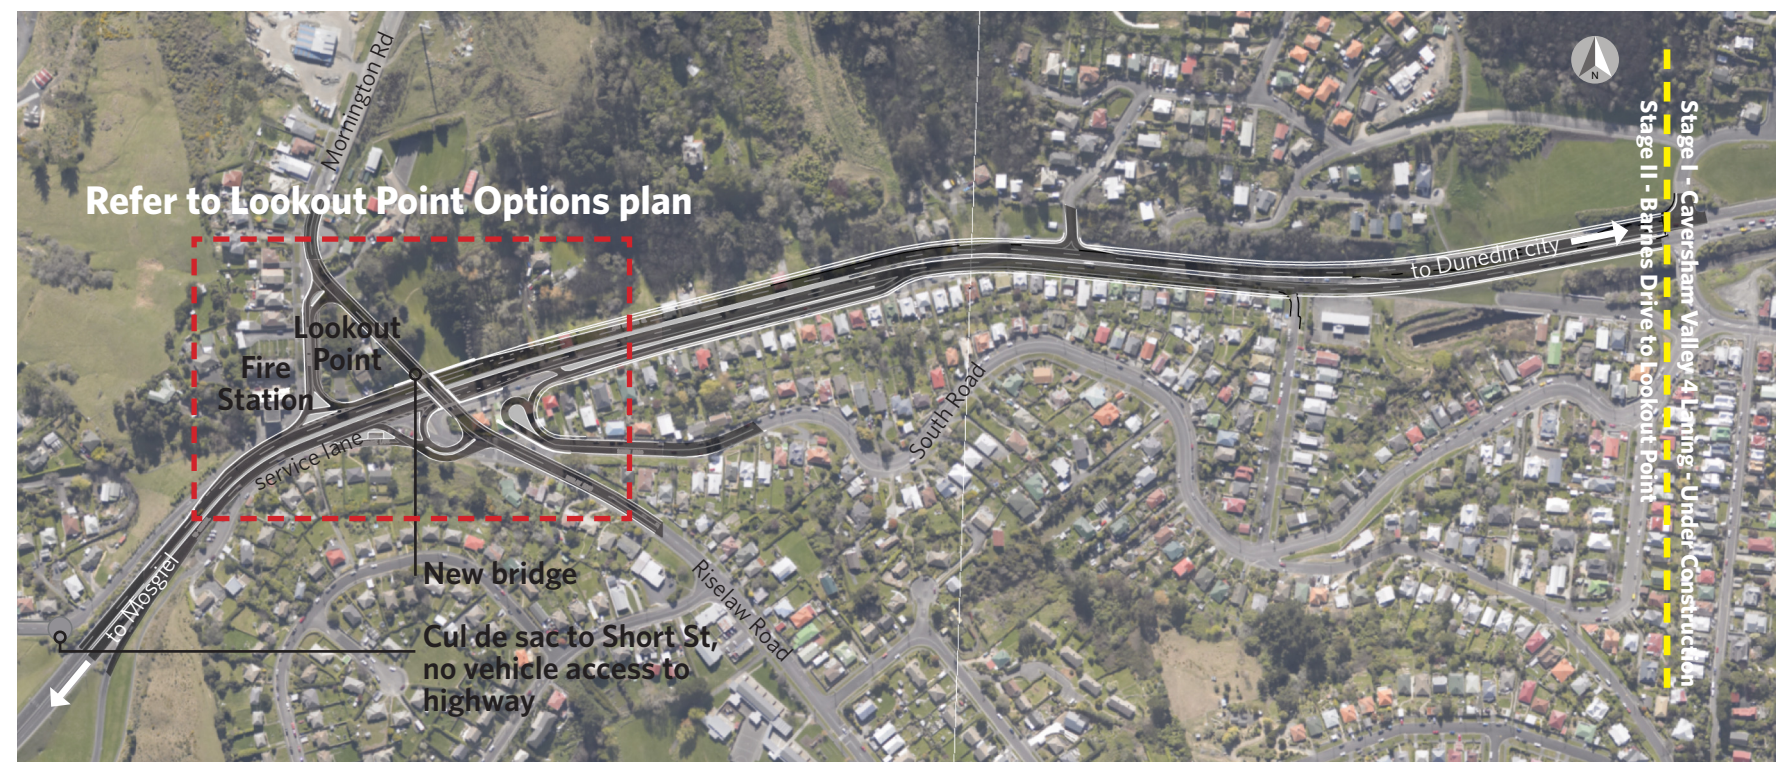 Mornington Rd
N
Refer to Lookout Point Options plan
Stage I - Caversham Valley 4 Laning - Under Construction
Stage II - Barnes Drive to Lookout Point
to Dunedin city
Lookout
Point
Fire
Station
service lane
South Road
to Mosgiel
New bridge
Riselaw Road
Cul de sac to Short St,
no vehicle access to
highway